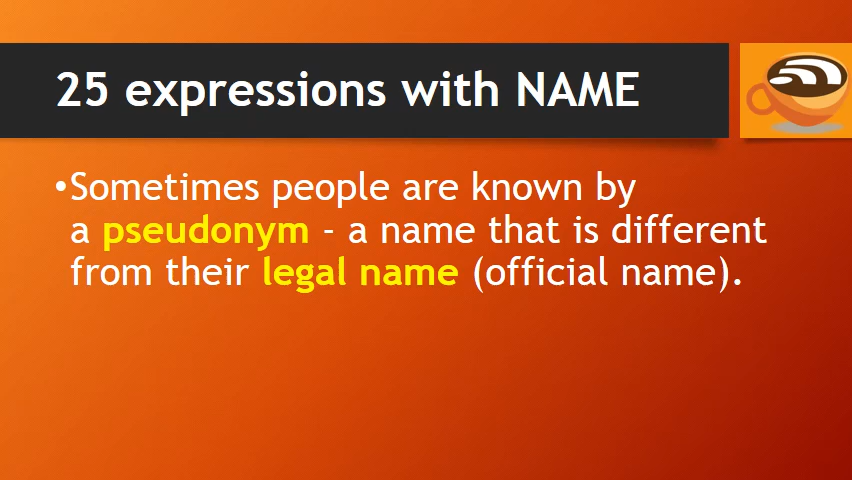 25 expressions with NAME
•Sometimes people are known by
a pseudonym - a name that is different
from their legal name (official name).